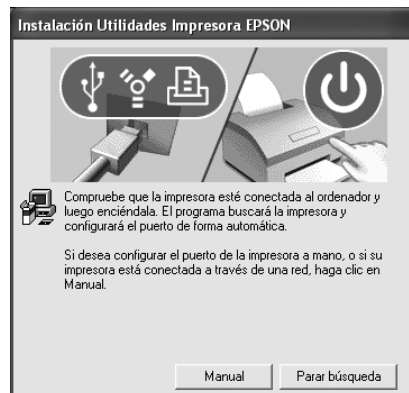 Instalación Utilidades Impresora EPSON
Compruebe que la impresora esté conectada al ordenador y
luego enciéndala. El programa buscará la impresora y
configurará el puerto de forma automática.
Si desea configurar el puerto de la impresora a mano, o si su
impresora está conectada a través de una red, haga clic en
Manual.
Manual
Parar búsqueda